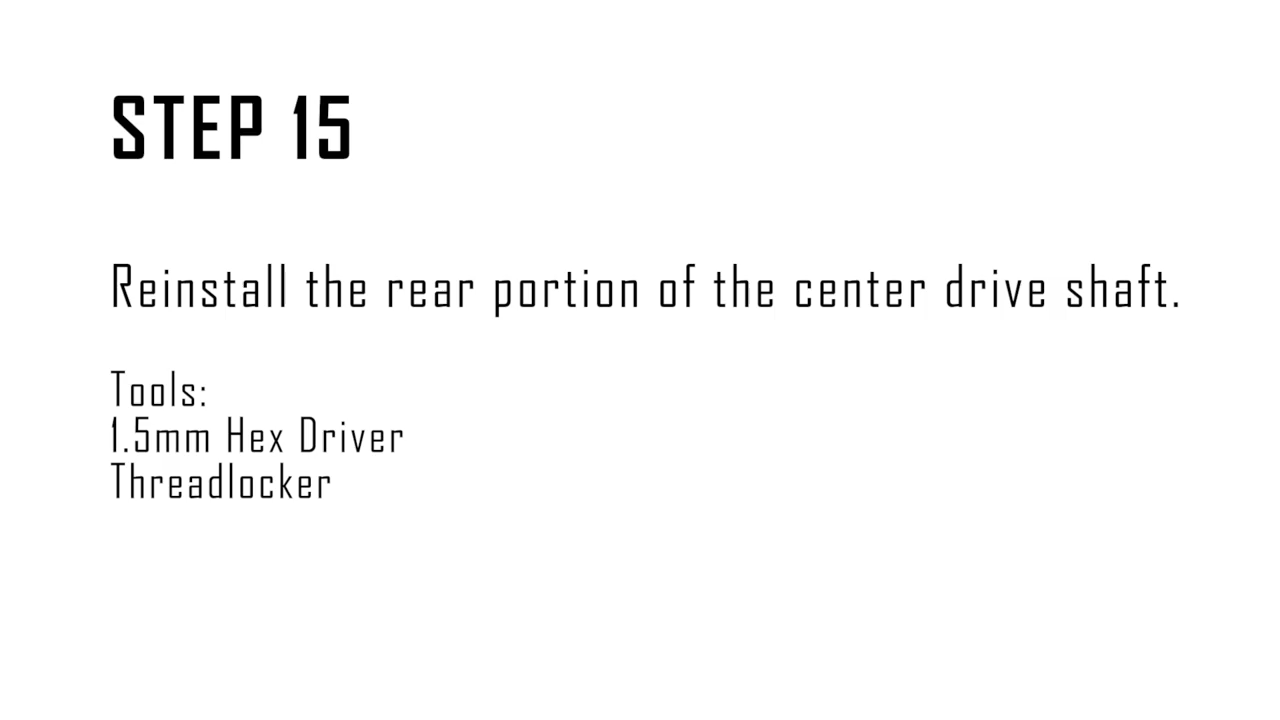 STEP 15
Reinstall the rear portion of the center drive shaft.
Tools:
1.5mm Hex Driver
Threadlocker